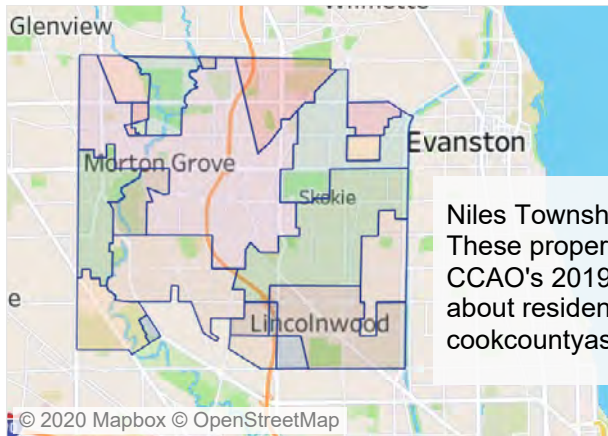 Glenview
Evanston
Morton Grove
Skokie
Niles Townsh
These proper
CCAO's 2019
about residen
cookcountyas
e
Lincolnwood
© 2020 Mapbox © OpenStreetMap